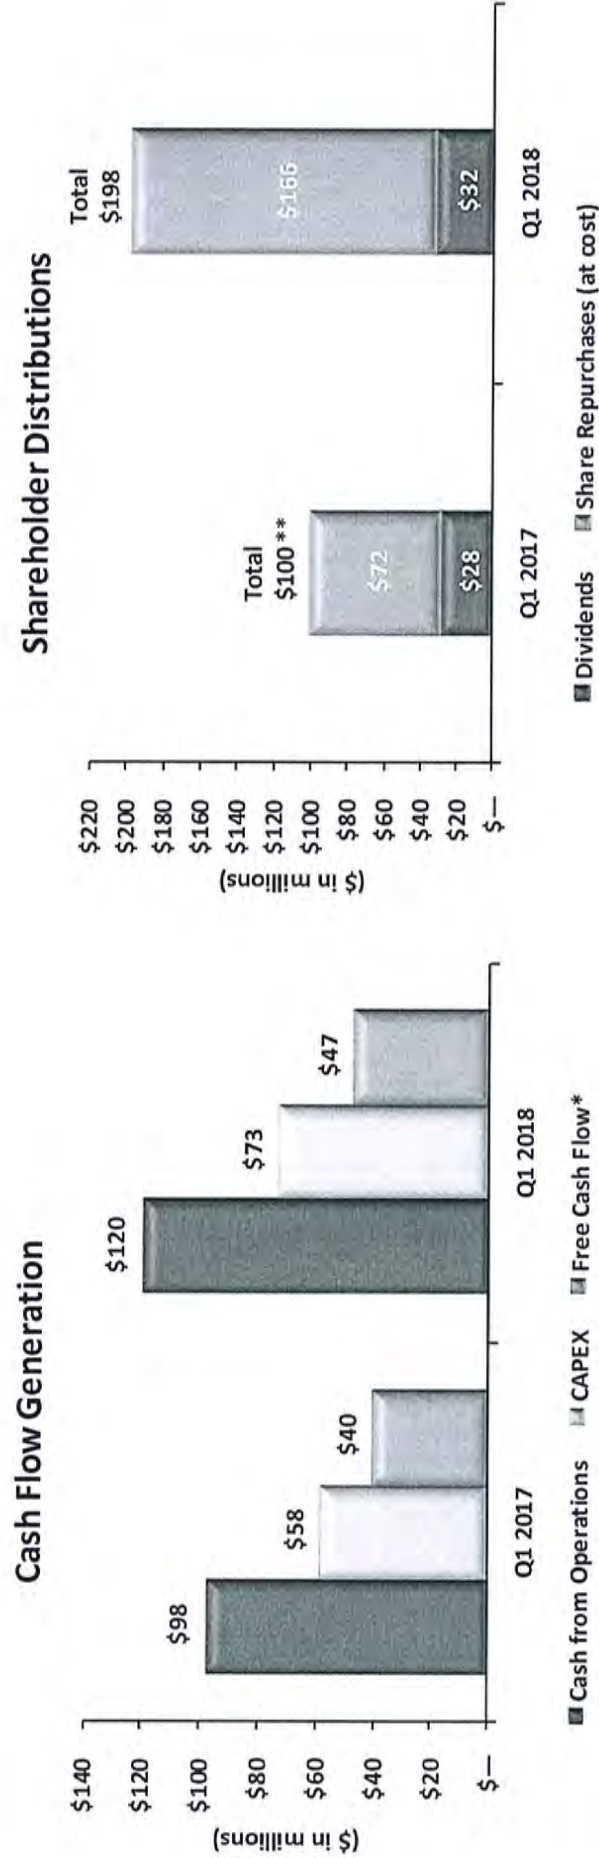 Cash Flow Generation
($ in millions)
$140
$120
$100
$80
$60
$40
$20
$—
$98
$58
$40
$120
$73
$47
Q1 2017
Q1 2018
Cash from Operations
CAPEX
Free Cash Flow*
Shareholder Distributions
($ in millions)
$220
$200
$180
$160
$140
$120
$100
$80
$60
$40
$20
$—
Total
$100 **
$72
$28
Total
$198
$166
$32
Q1 2017
Q1 2018
Dividends
Share Repurchases (at cost)